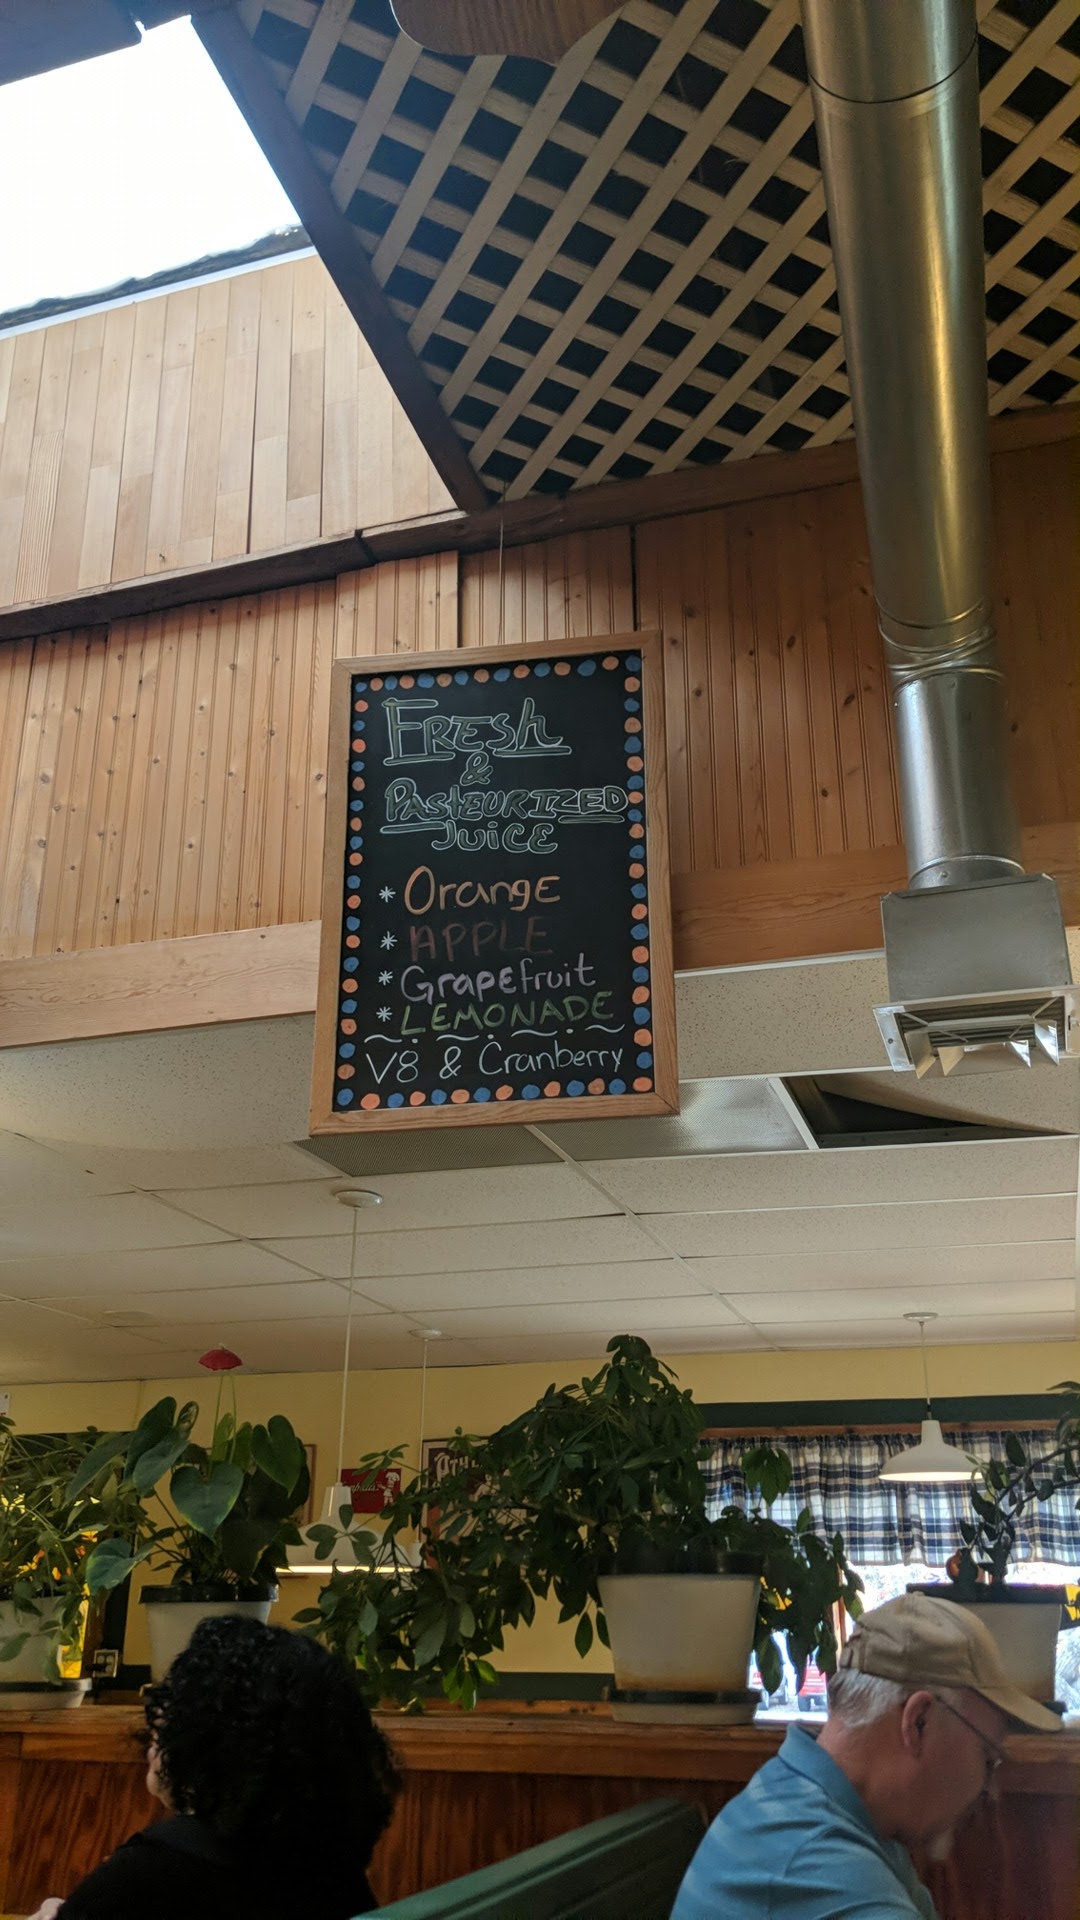 Fresh
&
Pasteurized
Juice
* Orange
* APPLE
* Grapefruit
* LEMONADE
V8 & Cranberry